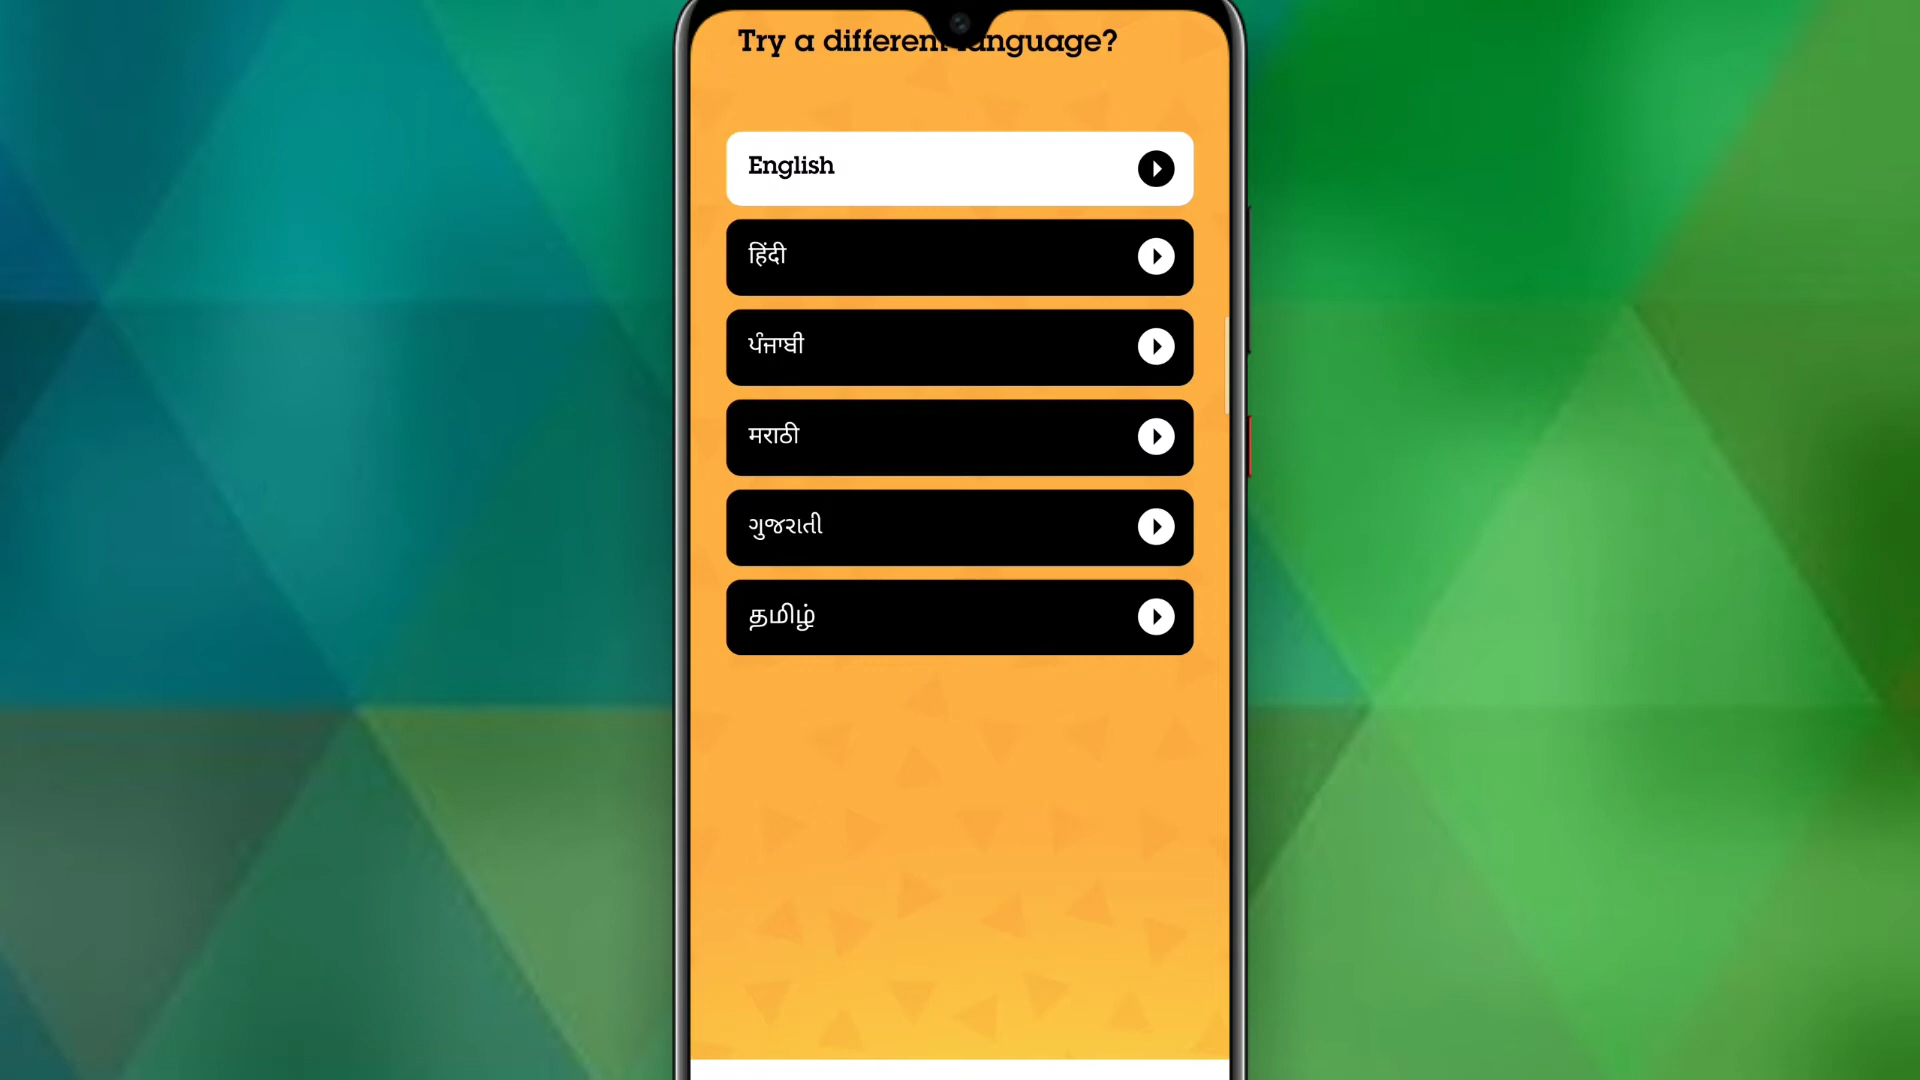 Try a different language?
English
हिंदी
ਪੰਜਾਬੀ
मराठी
ગુજરાતી
தமிழ்